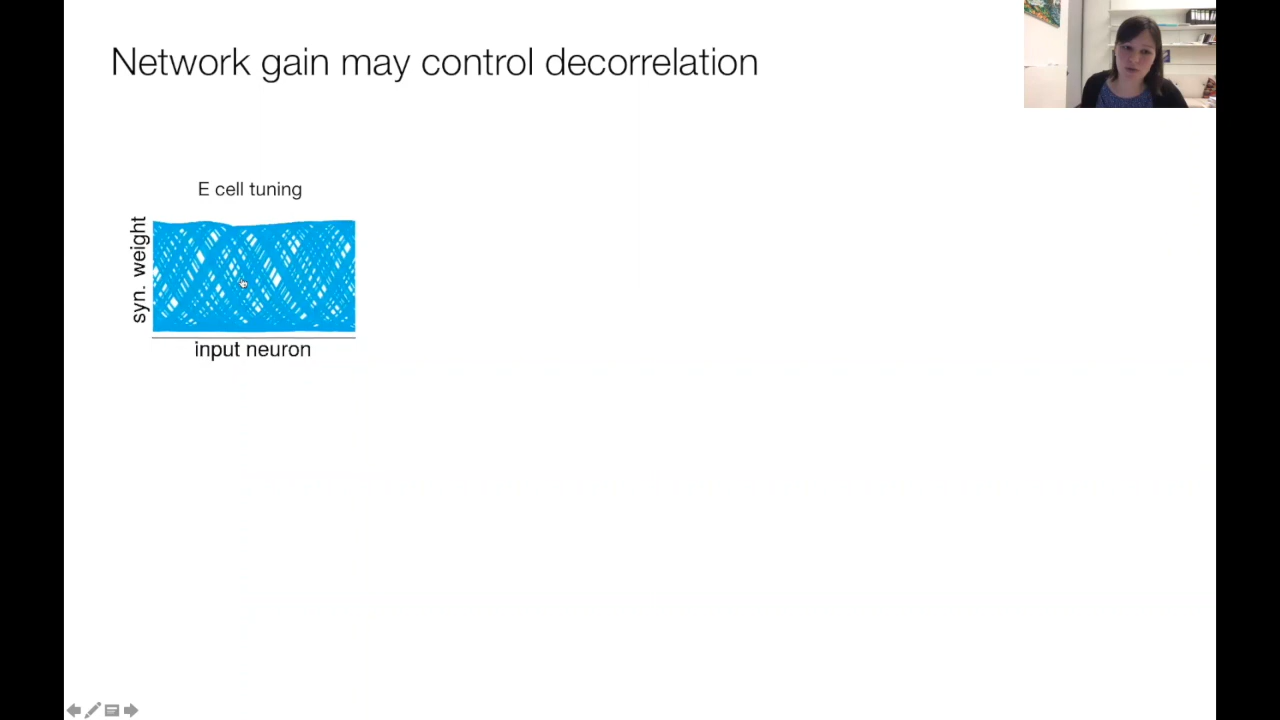 Network gain may control decorrelation
E cell tuning
syn. weight
input neuron